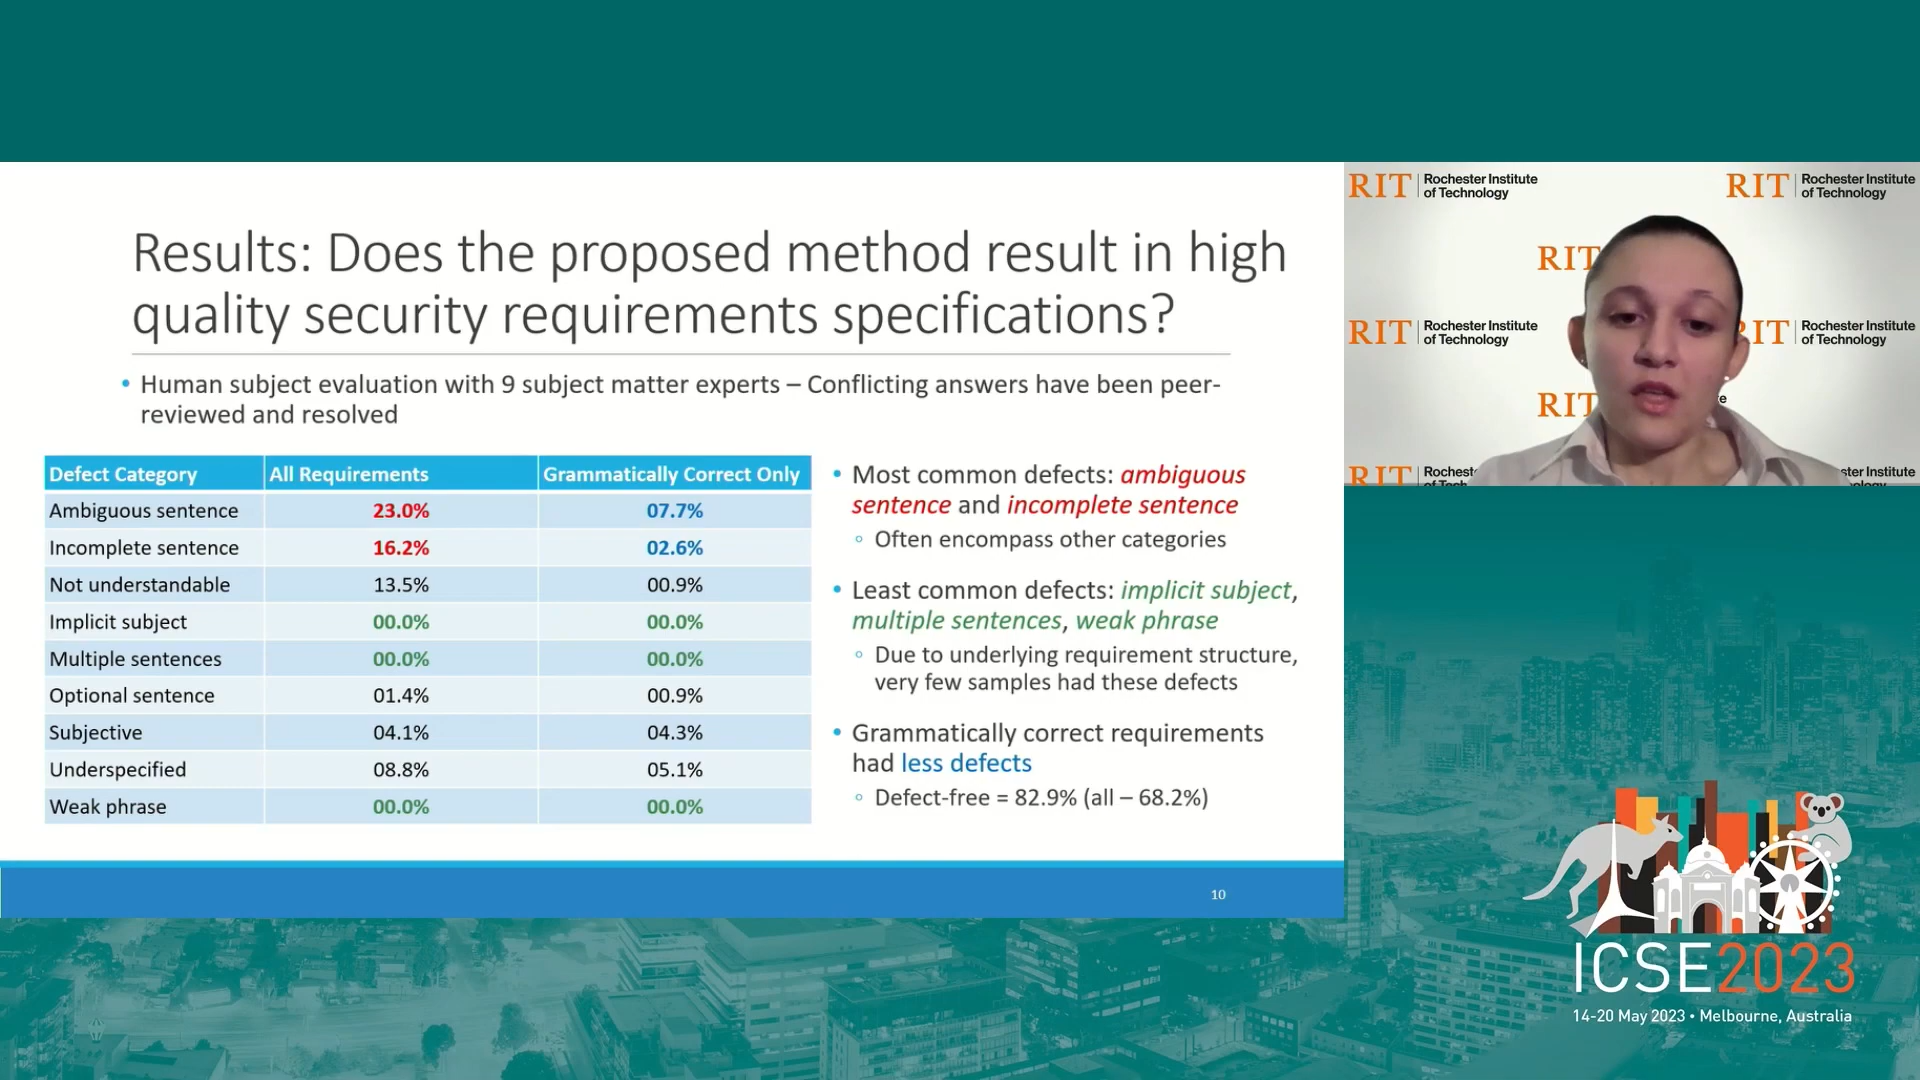 Results: Does the proposed method result in high
quality security requirements specifications?
• Human subject evaluation with 9 subject matter experts – Conflicting answers have been peer-
reviewed and resolved
Defect Category All Requirements Grammatically Correct Only
Ambiguous sentence 23.0% 07.7%
Incomplete sentence 16.2% 02.6%
Not understandable 13.5% 00.9%
Implicit subject 00.0% 00.0%
Multiple sentences 00.0% 00.0%
Optional sentence 01.4% 00.9%
Subjective 04.1% 04.3%
Underspecified 08.8% 05.1%
Weak phrase 00.0% 00.0%
• Most common defects: ambiguous
sentence and incomplete sentence
◦ Often encompass other categories
• Least common defects: implicit subject,
multiple sentences, weak phrase
◦ Due to underlying requirement structure,
very few samples had these defects
• Grammatically correct requirements
had less defects
◦ Defect-free = 82.9% (all – 68.2%)
10
RIT Rochester Institute
of Technology
RIT Rochester Institute
of Technology
RIT
RIT Rochester Institute
of Technology
RIT Rochester Institute
of Technology
RIT
RIT
ICSE2023
14-20 May 2023 • Melbourne, Australia